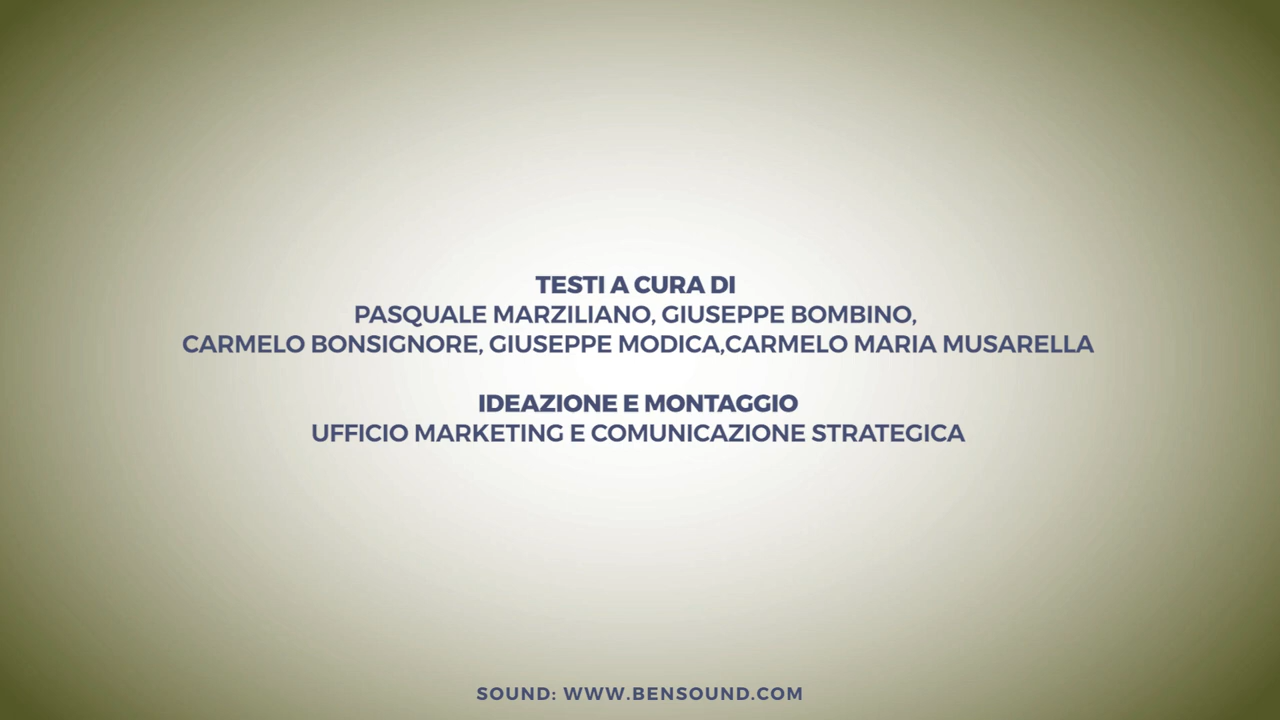 TESTI A CURA DI
PASQUALE MARZILIANO, GIUSEPPE BOMBINO,
CARMELO BONSIGNORE, GIUSEPPE MODICA,CARMELO MARIA MUSARELLA
IDEAZIONE E MONTAGGIO
UFFICIO MARKETING E COMUNICAZIONE STRATEGICA
SOUND: WWW.BENSOUND.COM